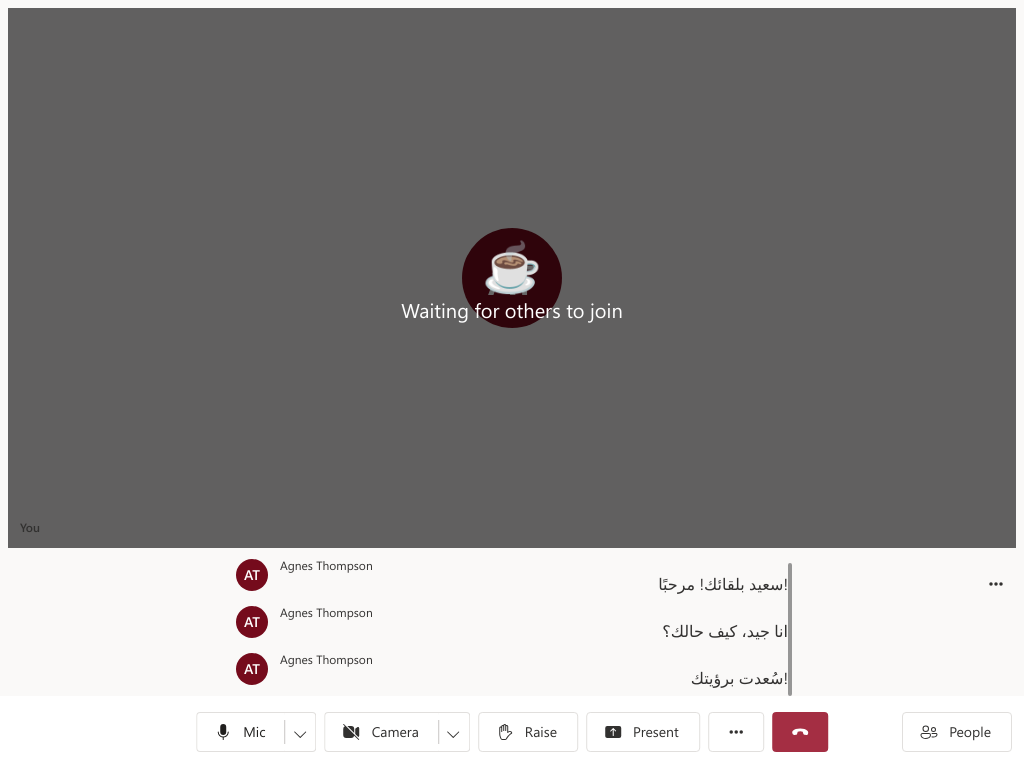 Waiting for others to join
You
AT
Agnes Thompson
!سعيد بلقائك! مرحبًا
AT
Agnes Thompson
انا جيد، كيف حالك؟
AT
Agnes Thompson
!سُعدت برؤيتك
Mic
Camera
Raise
Present
People